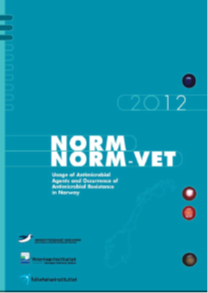 2012
NORM
NORM-VET
Usage of Antimicrobial
Agents and Occurrence of
Antimicrobial Resistance
in Norway